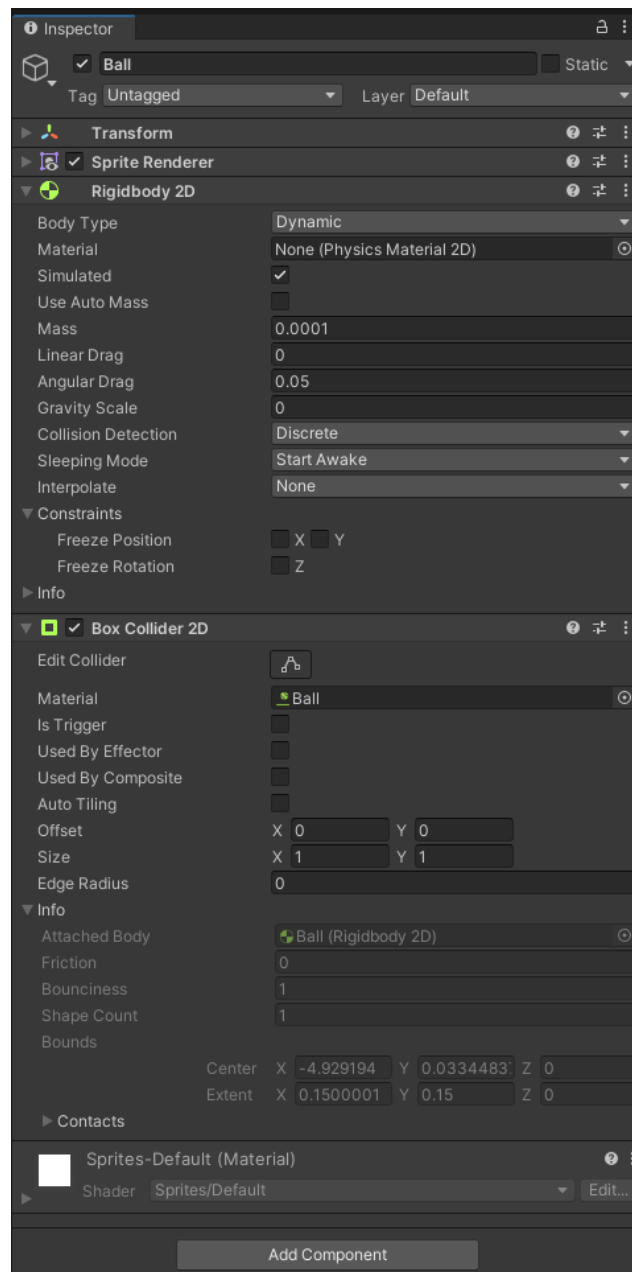 Inspector
Ball Static
Tag Untagged Layer Default
Transform
Sprite Renderer
Rigidbody 2D
Body Type Dynamic
Material None (Physics Material 2D)
Simulated
Use Auto Mass
Mass 0.0001
Linear Drag 0
Angular Drag 0.05
Gravity Scale 0
Collision Detection Discrete
Sleeping Mode Start Awake
Interpolate None
Constraints
Freeze Position X Y
Freeze Rotation Z
Info
Box Collider 2D
Edit Collider
Material Ball
Is Trigger
Used By Effector
Used By Composite
Auto Tiling
Offset X 0 Y 0
Size X 1 Y 1
Edge Radius 0
Info
Attached Body Ball (Rigidbody 2D)
Friction 0
Bounciness 1
Shape Count 1
Bounds
Center X -4.929194 Y 0.0334483 Z 0
Extent X 0.1500001 Y 0.15 Z 0
Contacts
Sprites-Default (Material)
Shader Sprites/Default Edit...
Add Component